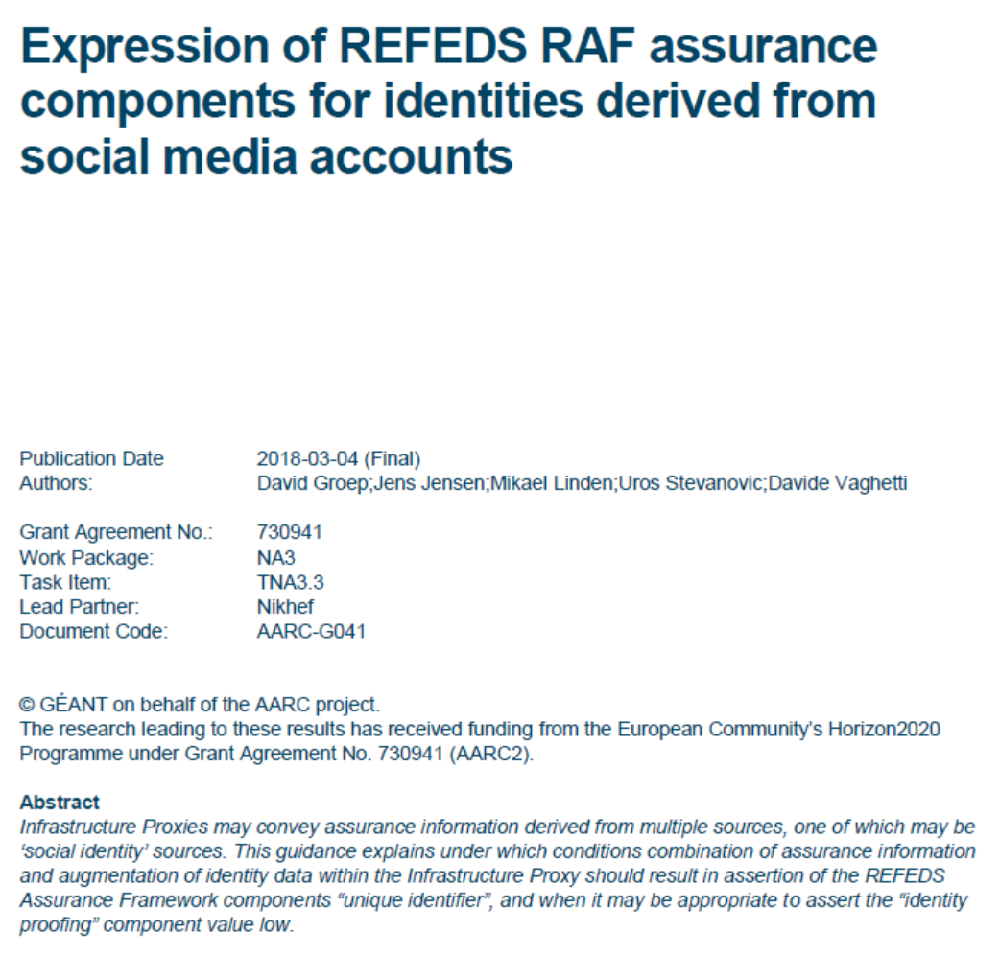 Expression of REFEDS RAF assurance
components for identities derived from
social media accounts
Publication Date 2018-03-04 (Final)
Authors: David Groep;Jens Jensen;Mikael Linden;Uros Stevanovic;Davide Vaghetti
Grant Agreement No.: 730941
Work Package: NA3
Task Item: TNA3.3
Lead Partner: Nikhef
Document Code: AARC-G041
© GÉANT on behalf of the AARC project.
The research leading to these results has received funding from the European Community’s Horizon2020
Programme under Grant Agreement No. 730941 (AARC2).
Abstract
Infrastructure Proxies may convey assurance information derived from multiple sources, one of which may be
‘social identity’ sources. This guidance explains under which conditions combination of assurance information
and augmentation of identity data within the Infrastructure Proxy should result in assertion of the REFEDS
Assurance Framework components “unique identifier”, and when it may be appropriate to assert the “identity
proofing” component value low.